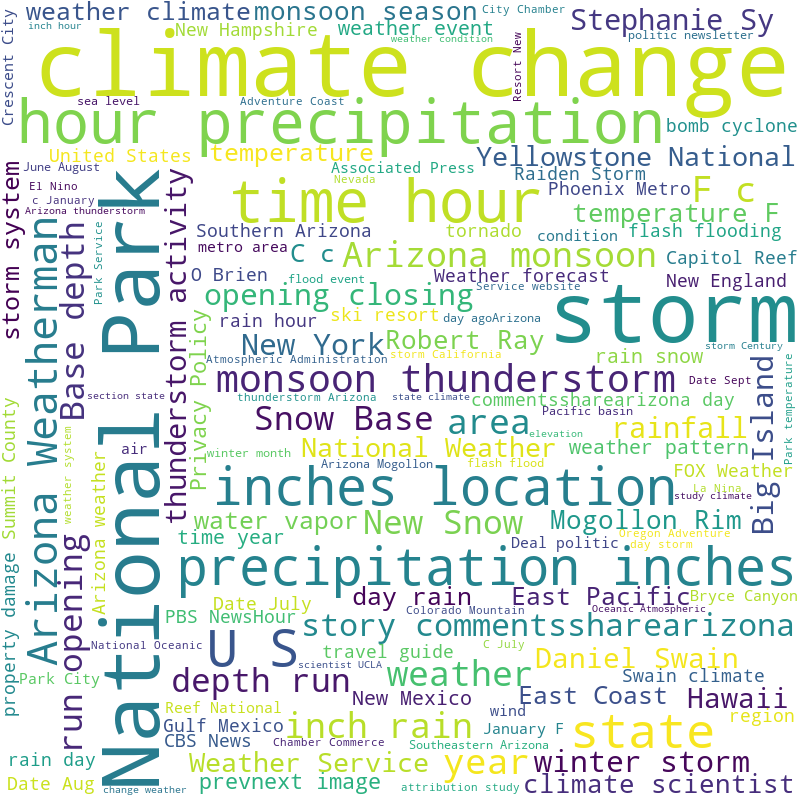 weather climate
monsoon season
City Chamber
Stephanie Sy
inch hour
New Hampshire
weather event
politic newsletter
Crescent City
climate change
weather condition
Resort New
sea level
Adventure Coast
hour precipitation
bomb cyclone
United States
temperature
Associated Press
Yellowstone National
June August
Nevada
Raiden Storm
El Nino
time hour
Phoenix Metro
F c
c January
Arizona thunderstorm
temperature F
storm system
National Park
thunderstorm activity
Arizona Weatherman
Base depth
Park Service
Southern Arizona
tornado
condition
flash flooding
metro area
C c
Arizona monsoon
Capitol Reef
O Brien
flood event
Weather forecast
New England
opening closing
Service website
storm
ski resort
rain hour
day agoArizona
New York
Robert Ray
storm Century
Atmospheric Administration
storm California
rain snow
Park temperature
Privacy Policy
monsoon thunderstorm
Date Sept
Big Island
section state
thunderstorm Arizona
state climate
commentssharearizona day
Summit County
Snow Base
area
Pacific basin
rainfall
elevation
air
weather system
Arizona weather
winter month
National Weather
weather pattern
Arizona Mogollon
flash flood
FOX Weather
inches location
La Nina
study climate
water vapor
New Snow
Mogollon Rim
time year
Oregon Adventure
Deal politic
day storm
run opening
property damage
precipitation inches
day rain
East Pacific
Bryce Canyon
Date July
Colorado Mountain
Oceanic Atmospheric
PBS NewsHour
story commentssharearizona
National Oceanic
U S
travel guide
C July
Daniel Swain
scientist UCLA
Park City
depth run
weather
Swain climate
New Mexico
East Coast
Hawaii
Reef National
wind
region
Gulf Mexico
inch rain
January F
state
CBS News
Chamber Commerce
Southeastern Arizona
rain day
Weather Service
year
winter storm
Date Aug
change weather
prevnext image
attribution study
climate scientist